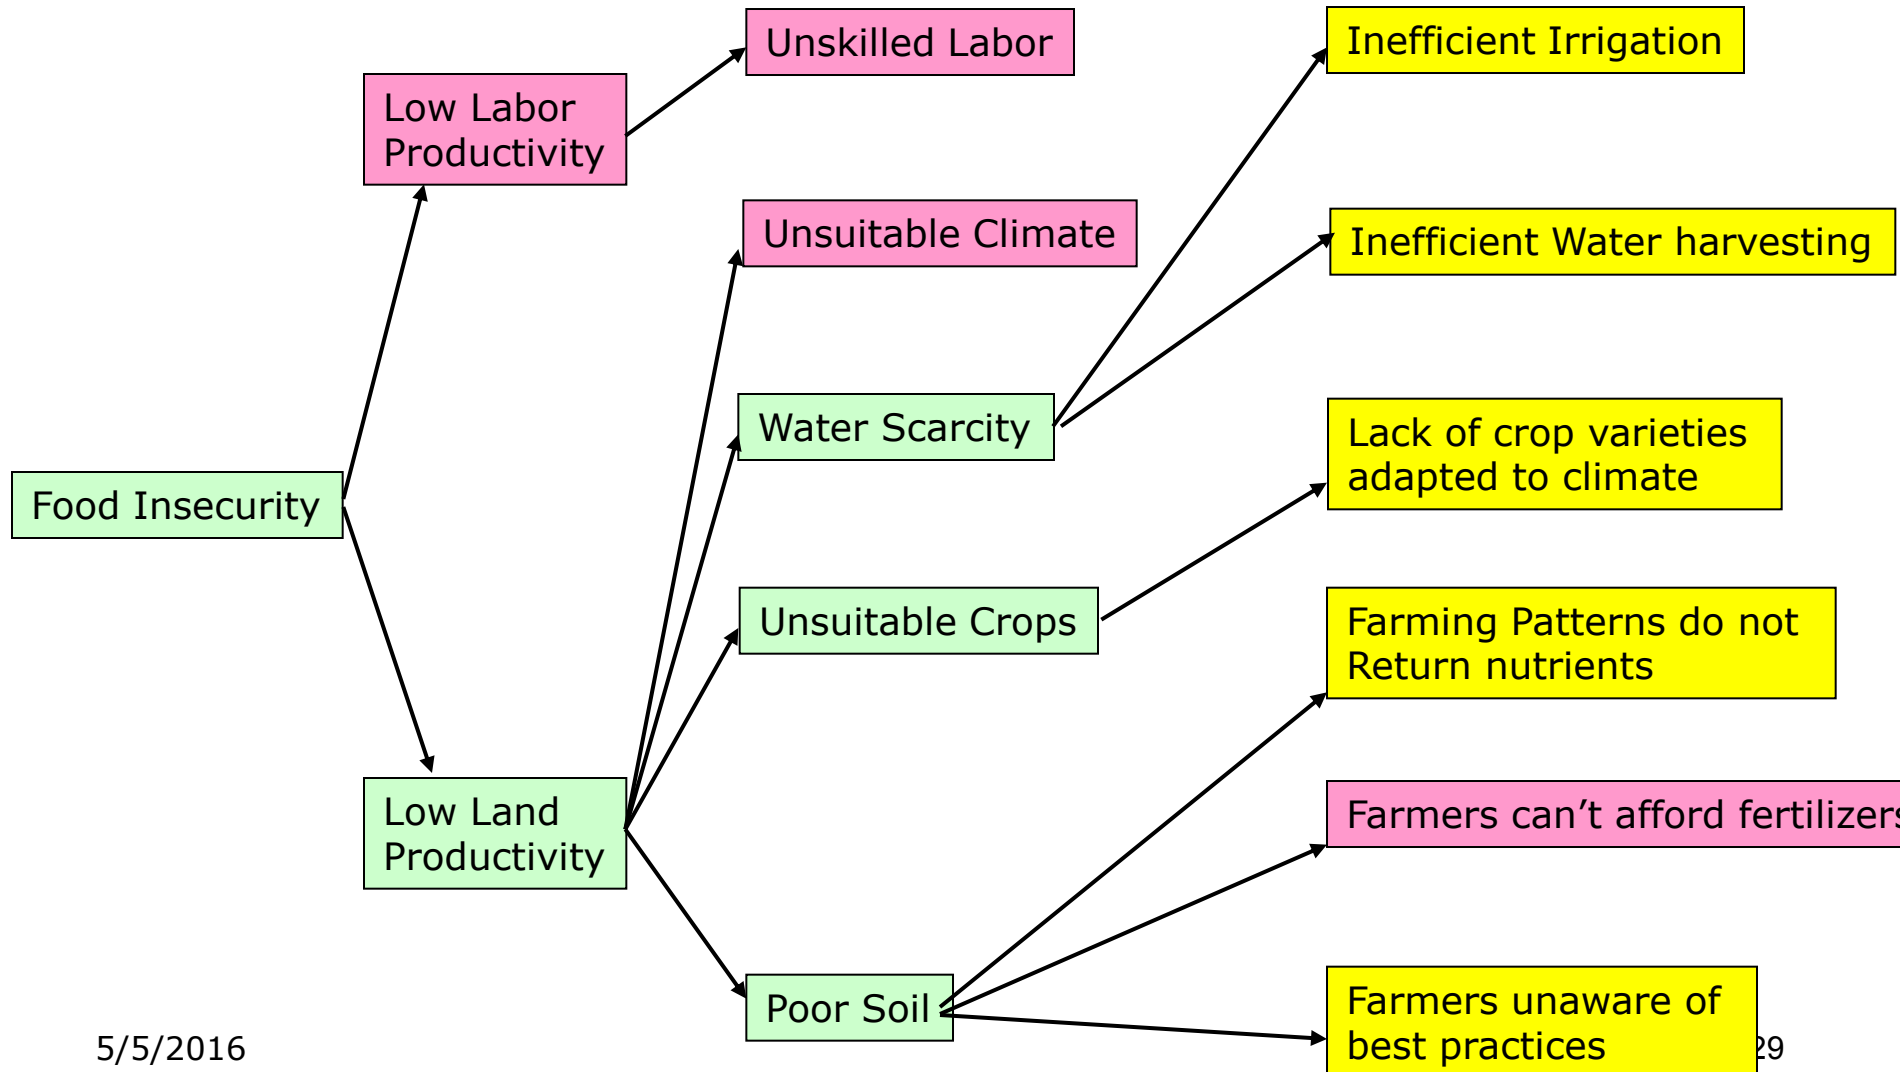 Unskilled Labor
Inefficient Irrigation
Low Labor
Productivity
Unsuitable Climate
Inefficient Water harvesting
Water Scarcity
Lack of crop varieties
adapted to climate
Food Insecurity
Unsuitable Crops
Farming Patterns do not
Return nutrients
Low Land
Productivity
Farmers can’t afford fertilizers
Poor Soil
Farmers unaware of
best practices
5/5/2016
29